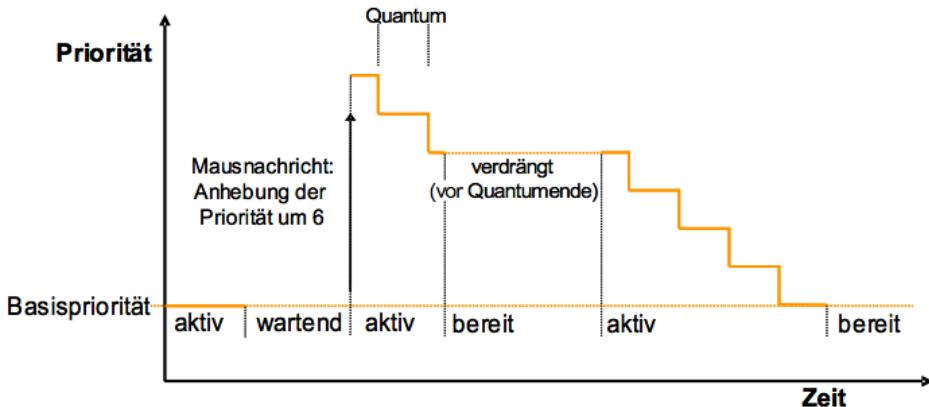 Quantum
Priorität
Mausnachricht:
Anhebung der
Priorität um 6
verdrängt
(vor Quantumende)
Basispriorität
aktiv
wartend
aktiv
bereit
aktiv
bereit
Zeit